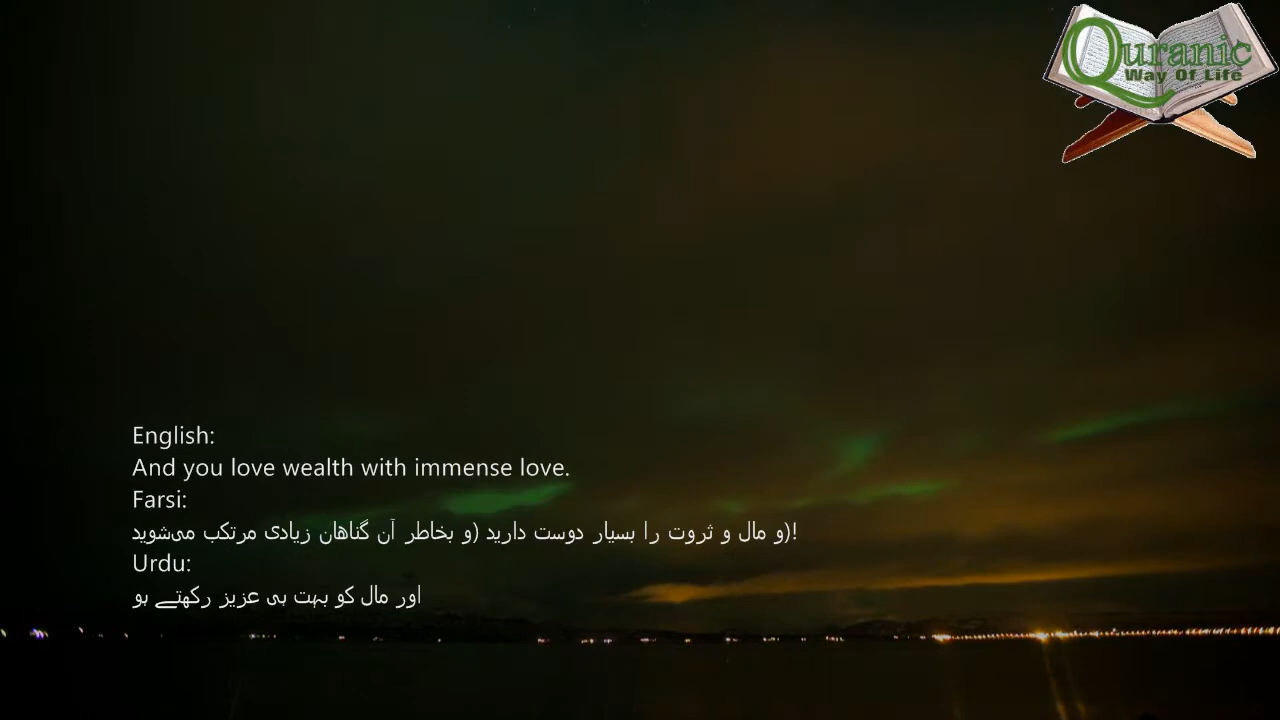 Quranic
Way Of Life
English:
And you love wealth with immense love.
Farsi:
و مال و ثروت را بسیار دوست دارید (و بخاطر آن گناهان زیادی مرتکب می‌شوید)!
Urdu:
اور مال کو بہت ہی عزیز رکھتے ہو